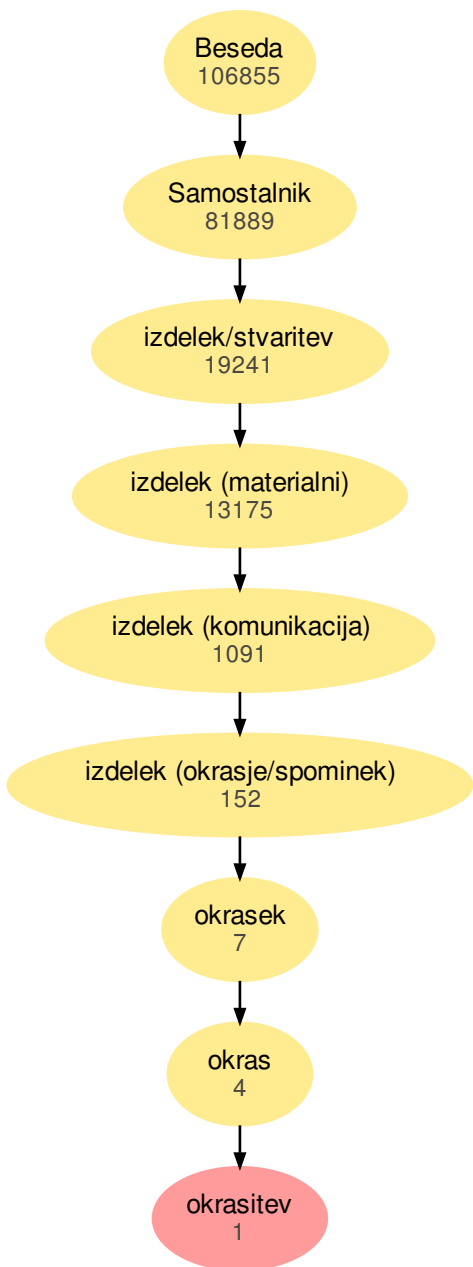 Beseda
106855
Samostalnik
81889
izdelek/stvaritev
19241
izdelek (materialni)
13175
izdelek (komunikacija)
1091
izdelek (okrasje/spominek)
152
okrasek
7
okras
4
okrasitev
1